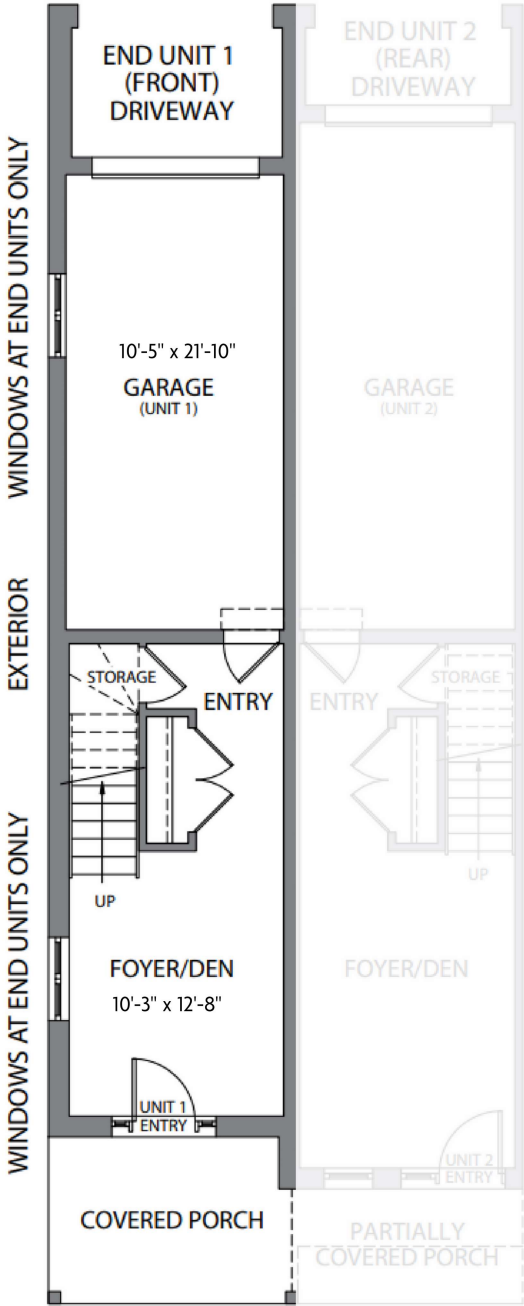 END UNIT 1
(FRONT)
DRIVEWAY
END UNIT 2
(REAR)
DRIVEWAY
WINDOWS AT END UNITS ONLY
10'-5" x 21'-10"
GARAGE
(UNIT 1)
GARAGE
(UNIT 2)
EXTERIOR
STORAGE
ENTRY
ENTRY
STORAGE
UP
UP
WINDOWS AT END UNITS ONLY
FOYER/DEN
10'-3" x 12'-8"
FOYER/DEN
UNIT 1
ENTRY
UNIT 2
ENTRY
COVERED PORCH
PARTIALLY
COVERED PORCH